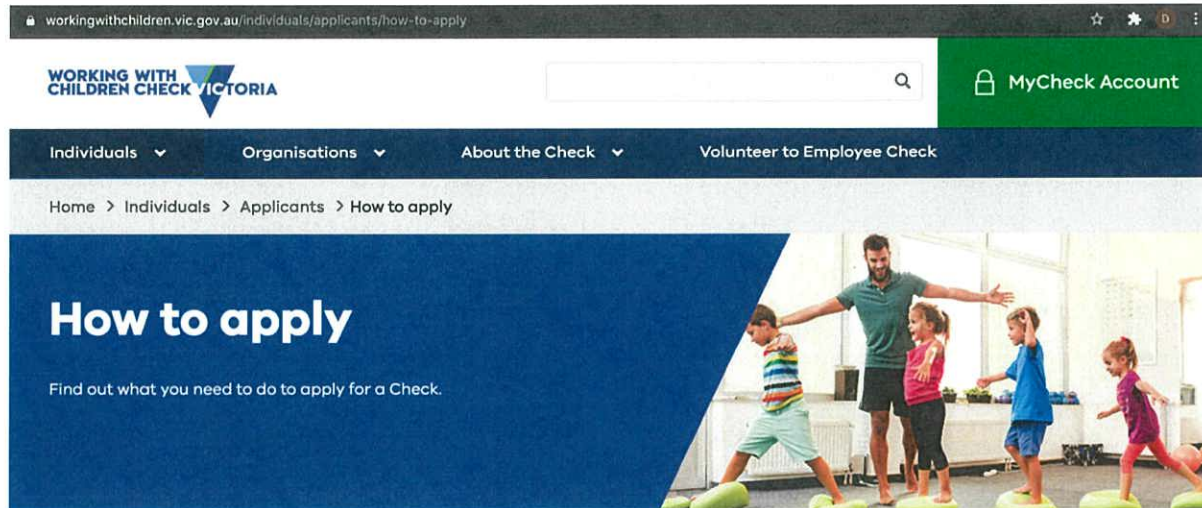 workingwithchildren.vic.gov.au/individuals/applicants/how-to-apply
D
WORKING WITH
CHILDREN CHECK VICTORIA
MyCheck Account
Individuals
Organisations
About the Check
Volunteer to Employee Check
Home > Individuals > Applicants > How to apply
How to apply
Find out what you need to do to apply for a Check.